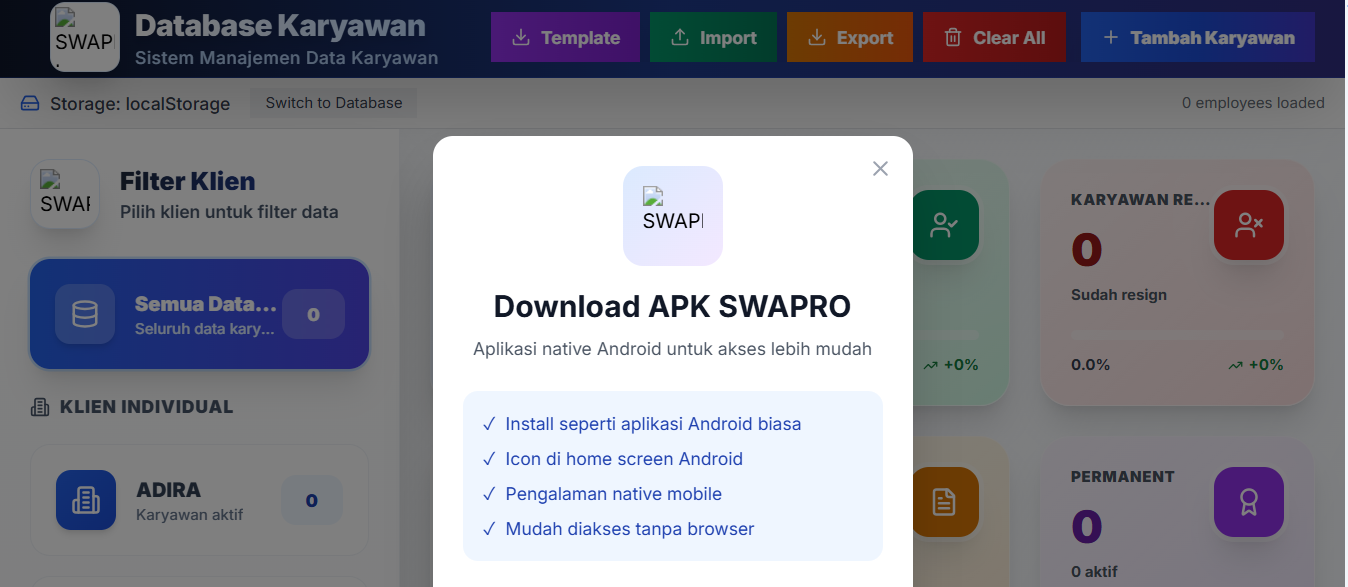 SWAP
.
Database Karyawan
Sistem Manajemen Data Karyawan
Template
Import
Export
Clear All
Tambah Karyawan
Storage: localStorage
Switch to Database
0 employees loaded
SWAP
Filter Klien
Pilih klien untuk filter data
Semua Data...
Seluruh data kary...
0
KLIEN INDIVIDUAL
ADIRA
Karyawan aktif
0
SWAP
Download APK SWAPRO
Aplikasi native Android untuk akses lebih mudah
✓ Install seperti aplikasi Android biasa
✓ Icon di home screen Android
✓ Pengalaman native mobile
✓ Mudah diakses tanpa browser
+0%
KARYAWAN RE...
0
Sudah resign
0.0%
+0%
PERMANENT
0
0 aktif